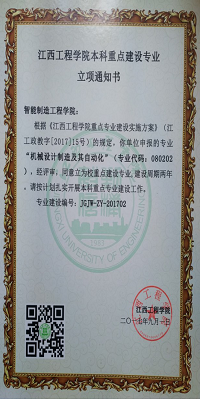 江西工程学院本科重点建设专业
立项通知书
智能制造工程学院：
根据《江西工程学院重点专业建设实施方案》（江
工政教字[2017]15号）的规定，你单位申报的专业
“机械设计制造及其自动化”（专业代码：080202
），经评审，同意立为校重点建设专业，建设周期两年
，请按计划扎实开展本科重点专业建设工作。
专业建设编号：JGJW-ZY-201702
江西工程学院
二〇一七年九月一日